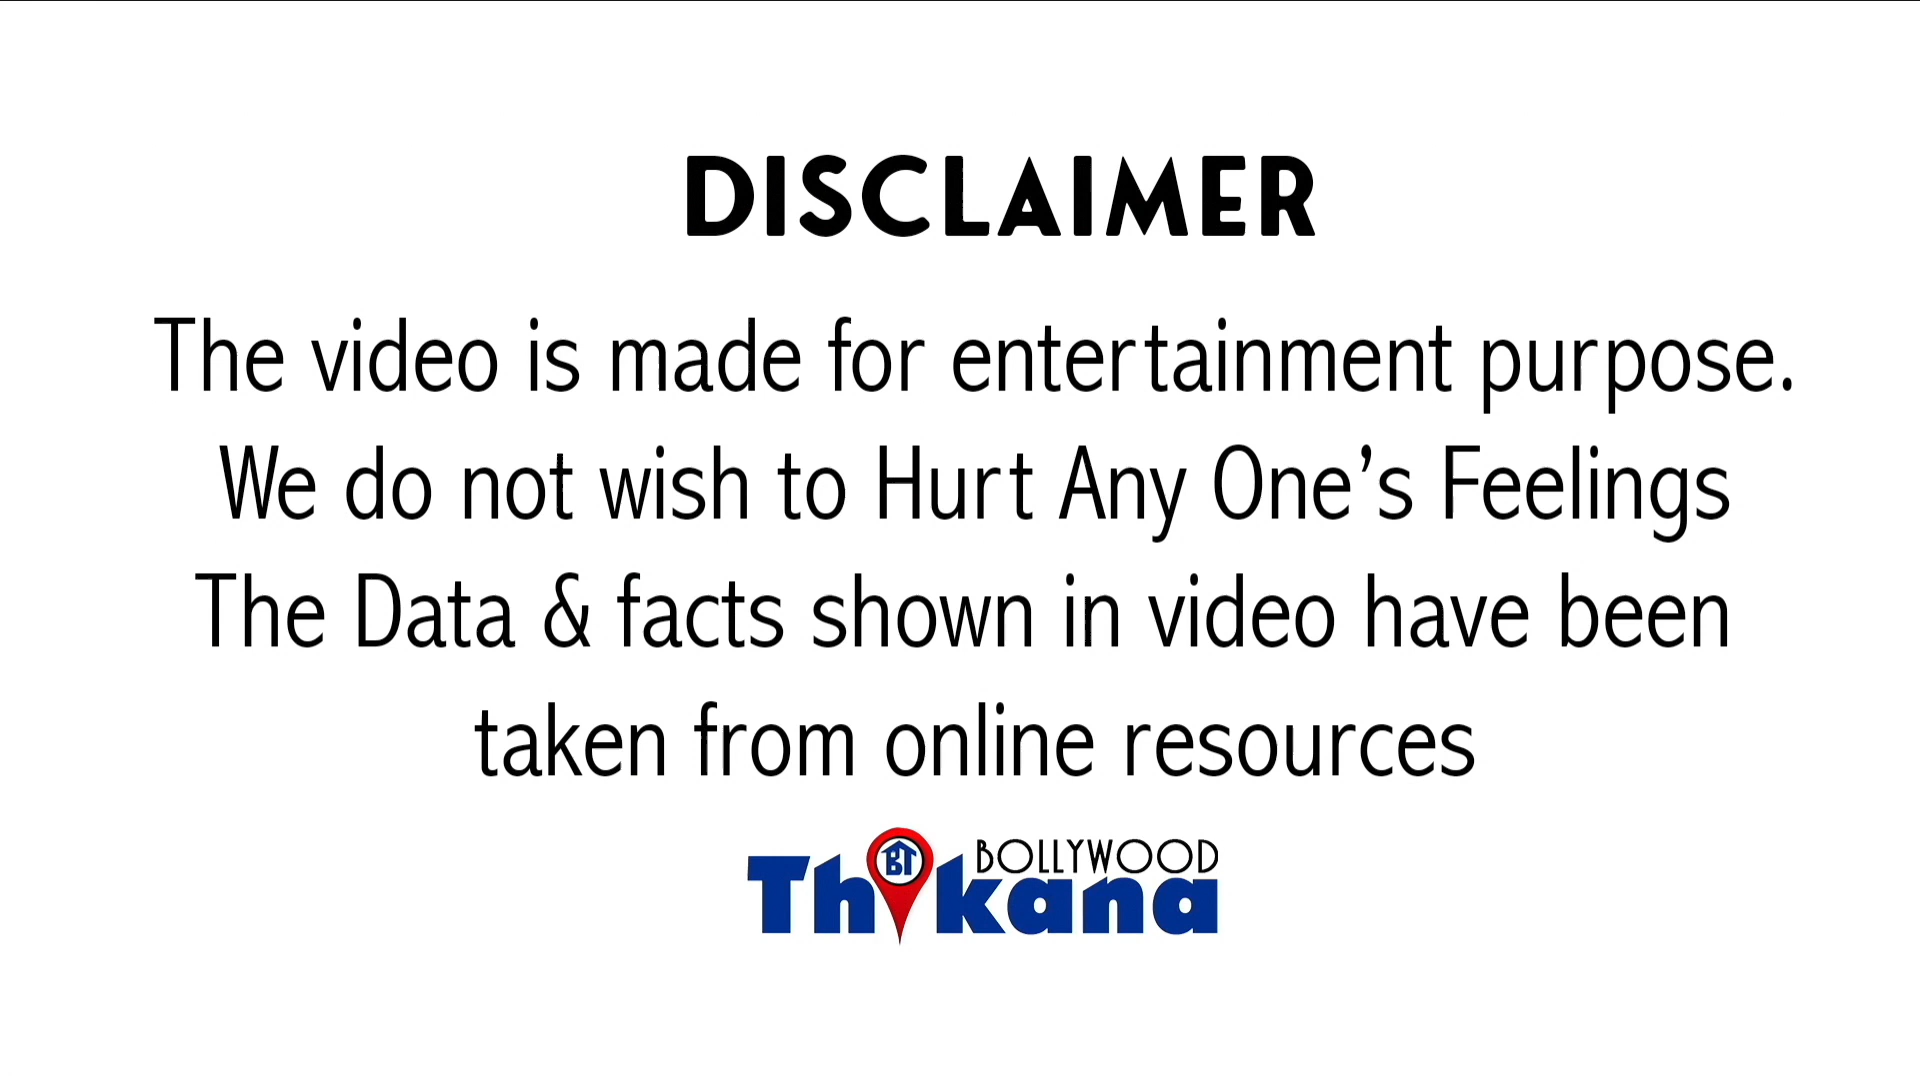 DISCLAIMER
The video is made for entertainment purpose.
We do not wish to Hurt Any One’s Feelings
The Data & facts shown in video have been
taken from online resources
BT
BOLLYWOOD
Thikana